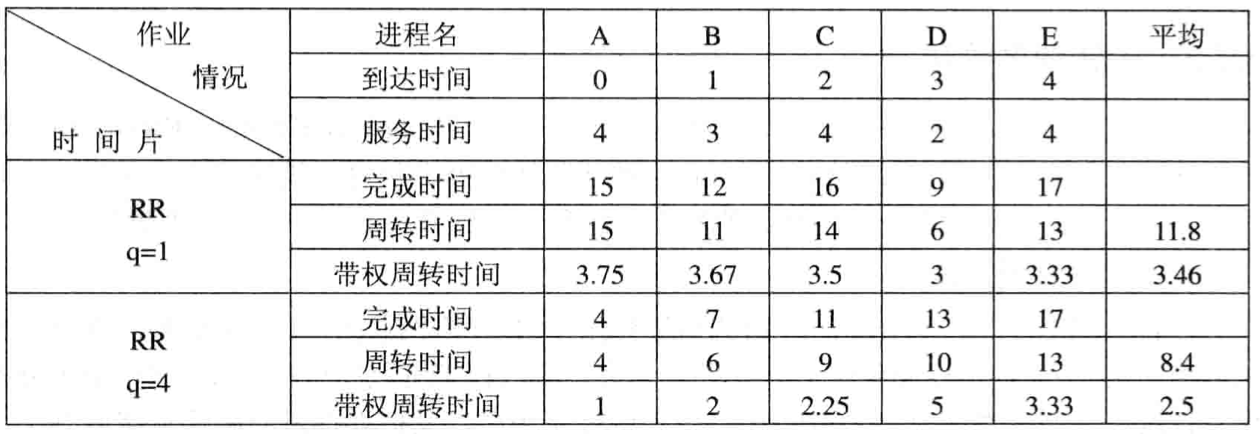 作业 进程名 A B C D E 平均
情况 到达时间 0 1 2 3 4
时 间 片 服务时间 4 3 4 2 4
RR
q=1
完成时间 15 12 16 9 17
周转时间 15 11 14 6 13 11.8
带权周转时间 3.75 3.67 3.5 3 3.33 3.46
RR
q=4
完成时间 4 7 11 13 17
周转时间 4 6 9 10 13 8.4
带权周转时间 1 2 2.25 5 3.33 2.5